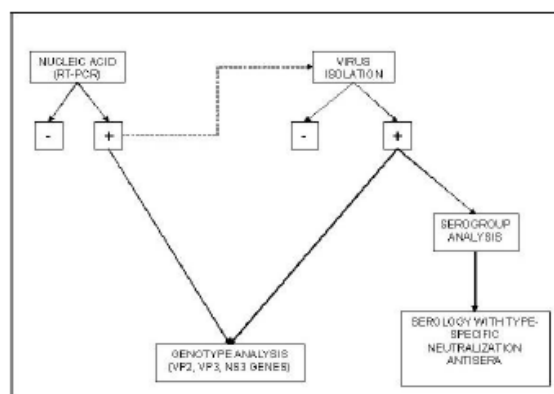 NUCLEIC ACID
(RT-PCR)
VIRUS
ISOLATION
-
+
-
+
SEROGROUP
ANALYSIS
SEROLOGY WITH TYPE-
SPECIFIC
NEUTRALIZATION
ANTISERA
GENOTYPE ANALYSIS
(VP2, VP3, NS3 GENES)